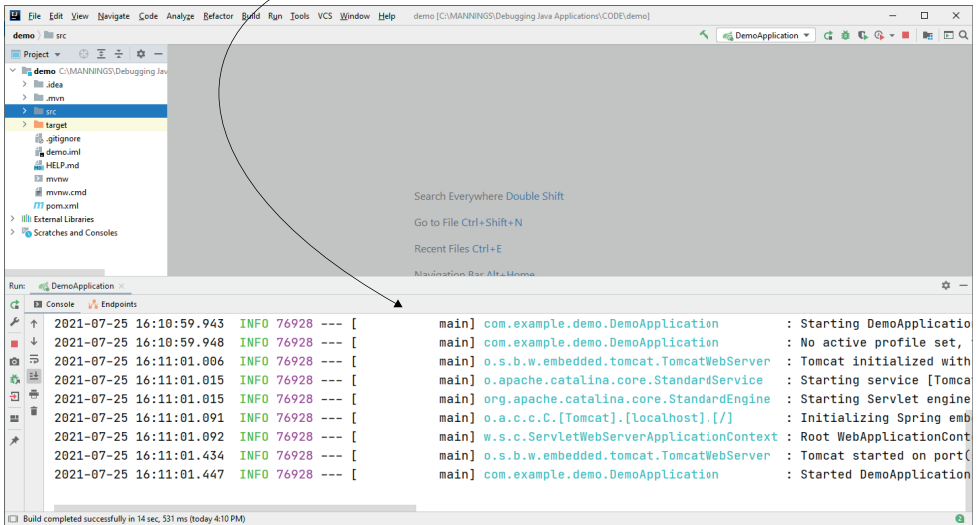 File Edit View Navigate Code Analyze Refactor Build Run Tools VCS Window Help demo [C:\MANNINGS\Debugging Java Applications\CODE\demo]
demo src DemoApplication
Project
demo C:\MANNINGS\Debugging Jav
.idea
.mvn
src
target
.gitignore
demo.iml
HELP.md
mvnw
mvnw.cmd
pom.xml
External Libraries
Scratches and Consoles
Search Everywhere Double Shift
Go to File Ctrl+Shift+N
Recent Files Ctrl+E
Navigation Bar Alt+Home
Run: DemoApplication
Console Endpoints
2021-07-25 16:10:59.943 INFO 76928 --- [ main] com.example.demo.DemoApplication : Starting DemoApplicatio
2021-07-25 16:10:59.948 INFO 76928 --- [ main] com.example.demo.DemoApplication : No active profile set,
2021-07-25 16:11:01.006 INFO 76928 --- [ main] o.s.b.w.embedded.tomcat.TomcatWebServer : Tomcat initialized with
2021-07-25 16:11:01.015 INFO 76928 --- [ main] o.apache.catalina.core.StandardService : Starting service [Tomca
2021-07-25 16:11:01.015 INFO 76928 --- [ main] org.apache.catalina.core.StandardEngine : Starting Servlet engine
2021-07-25 16:11:01.091 INFO 76928 --- [ main] o.a.c.c.C.[Tomcat].[localhost].[/] : Initializing Spring emb
2021-07-25 16:11:01.092 INFO 76928 --- [ main] w.s.c.ServletWebServerApplicationContext : Root WebApplicationCont
2021-07-25 16:11:01.434 INFO 76928 --- [ main] o.s.b.w.embedded.tomcat.TomcatWebServer : Tomcat started on port(
2021-07-25 16:11:01.447 INFO 76928 --- [ main] com.example.demo.DemoApplication : Started DemoApplication
Build completed successfully in 14 sec, 531 ms (today 4:10 PM) 2